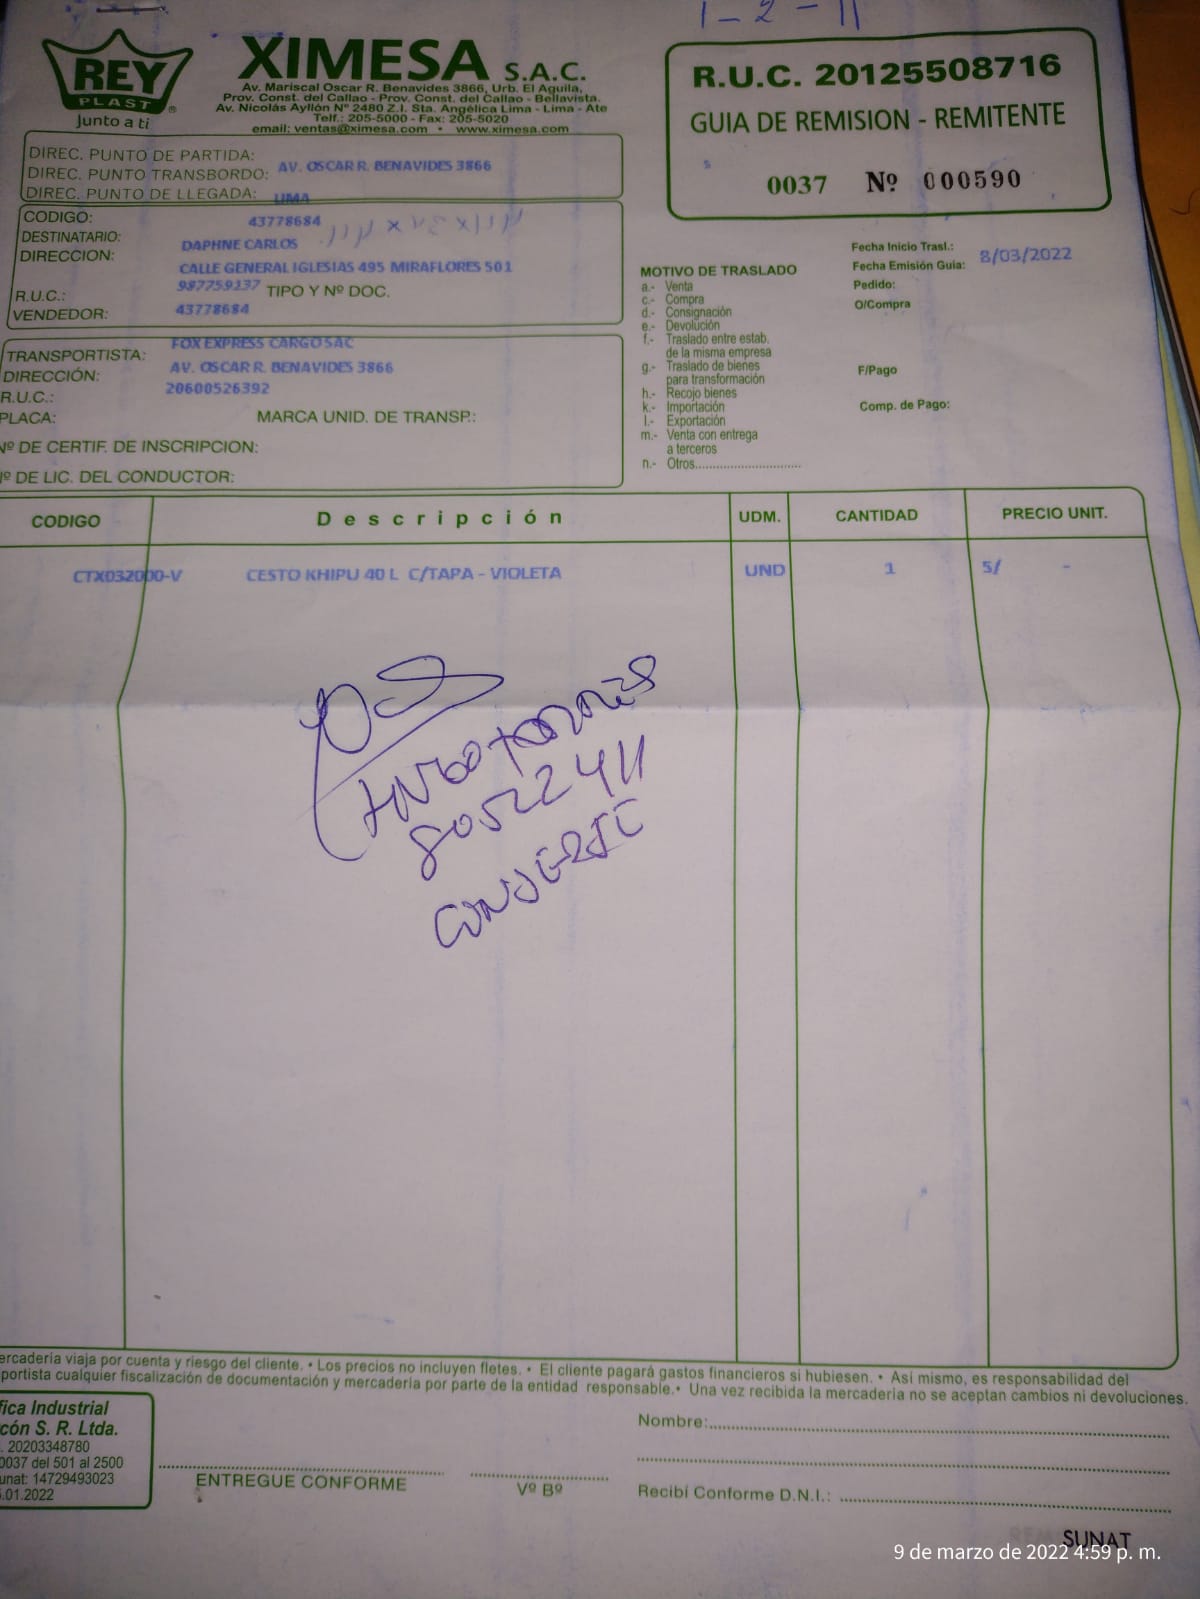 1-2-11
REY
PLAST
®
Junto a ti
XIMESA S.A.C.
Av. Mariscal Oscar R. Benavides 3866, Urb. El Aguila,
Prov. Const. del Callao - Prov. Const. del Callao - Bellavista.
Av. Nicolás Ayllón Nº 2480 Z.I. Sta. Angélica Lima - Lima - Ate
Telf.: 205-5000 - Fax: 205-5020
email: ventas@ximesa.com • www.ximesa.com
R.U.C. 20125508716
GUIA DE REMISION - REMITENTE
0037 Nº 000590
DIREC. PUNTO DE PARTIDA:
DIREC. PUNTO TRANSBORDO: AV. OSCAR R. BENAVIDES 3866
DIREC. PUNTO DE LLEGADA: LIMA
CODIGO: 43778684
DESTINATARIO: DAPHNE CARLOS
DIRECCION: CALLE GENERAL IGLESIAS 495 MIRAFLORES 501
R.U.C.: 987759137 TIPO Y Nº DOC.
VENDEDOR: 43778684
TRANSPORTISTA: FOX EXPRESS CARGO SAC
DIRECCIÓN: AV. OSCAR R. BENAVIDES 3866
R.U.C.: 20600526392
PLACA: MARCA UNID. DE TRANSP.:
Nº DE CERTIF. DE INSCRIPCION:
Nº DE LIC. DEL CONDUCTOR:
MOTIVO DE TRASLADO
a.- Venta
c.- Compra
d.- Consignación
e.- Devolución
f.- Traslado entre estab.
de la misma empresa
g.- Traslado de bienes
para transformación
h.- Recojo bienes
k.- Importación
l.- Exportación
m.- Venta con entrega
a terceros
n.- Otros..............................
Fecha Inicio Trasl.:
Fecha Emisión Guia: 8/03/2022
Pedido:
O/Compra
F/Pago
Comp. de Pago:
CODIGO Descripción UDM. CANTIDAD PRECIO UNIT.
CTX032000-V CESTO KHIPU 40 L C/TAPA - VIOLETA UND 1 S/ -
80522411
CONSERJE
ercadería viaja por cuenta y riesgo del cliente. • Los precios no incluyen fletes. • El cliente pagará gastos financieros si hubiesen. • Así mismo, es responsabilidad del
portista cualquier fiscalización de documentación y mercadería por parte de la entidad responsable. • Una vez recibida la mercadería no se aceptan cambios ni devoluciones.
fica Industrial
cón S. R. Ltda.
. 20203348780
0037 del 501 al 2500
unat: 14729493023
.01.2022
ENTREGUE CONFORME
Vº Bº
Nombre:
Recibí Conforme D.N.I.:
SUNAT
9 de marzo de 2022 4:59 p. m.